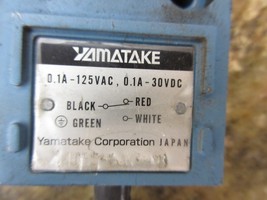 YAMATAKE
0.1A-125VAC, 0.1A-30VDC
BLACK RED
GREEN WHITE
Yamatake Corporation JAPAN